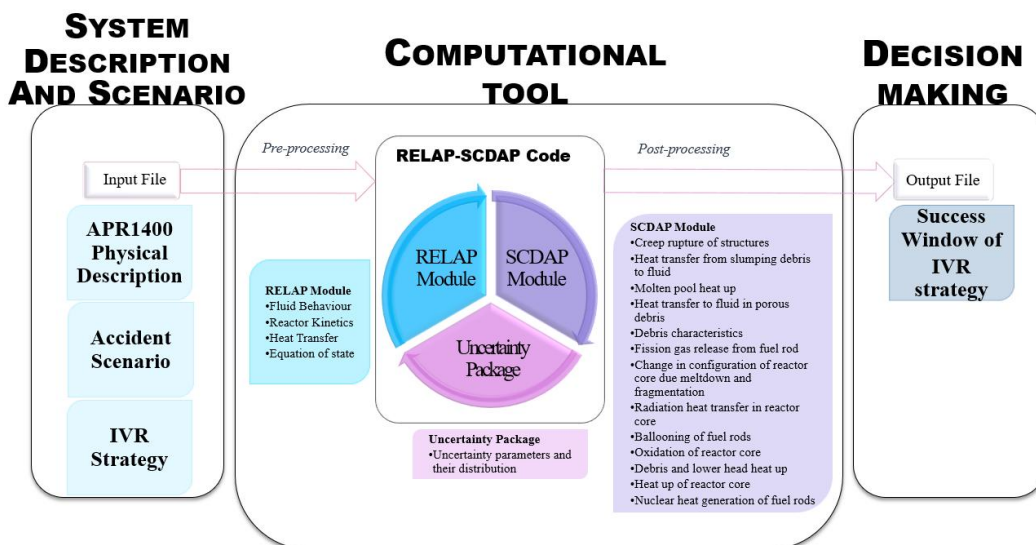 SYSTEM
DESCRIPTION
AND SCENARIO
COMPUTATIONAL
TOOL
DECISION
MAKING
Pre-processing
Post-processing
Input File
APR1400
Physical
Description
Accident
Scenario
IVR
Strategy
RELAP-SCDAP Code
RELAP
Module
SCDAP
Module
Uncertainty
Package
RELAP Module
•Fluid Behaviour
•Reactor Kinetics
•Heat Transfer
•Equation of state
Uncertainty Package
•Uncertainty parameters and
their distribution
SCDAP Module
•Creep rupture of structures
•Heat transfer from slumping debris
to fluid
•Molten pool heat up
•Heat transfer to fluid in porous
debris
•Debris characteristics
•Fission gas release from fuel rod
•Change in configuration of reactor
core due meltdown and
fragmentation
•Radiation heat transfer in reactor
core
•Ballooning of fuel rods
•Oxidation of reactor core
•Debris and lower head heat up
•Heat up of reactor core
•Nuclear heat generation of fuel rods
Output File
Success
Window of
IVR
strategy